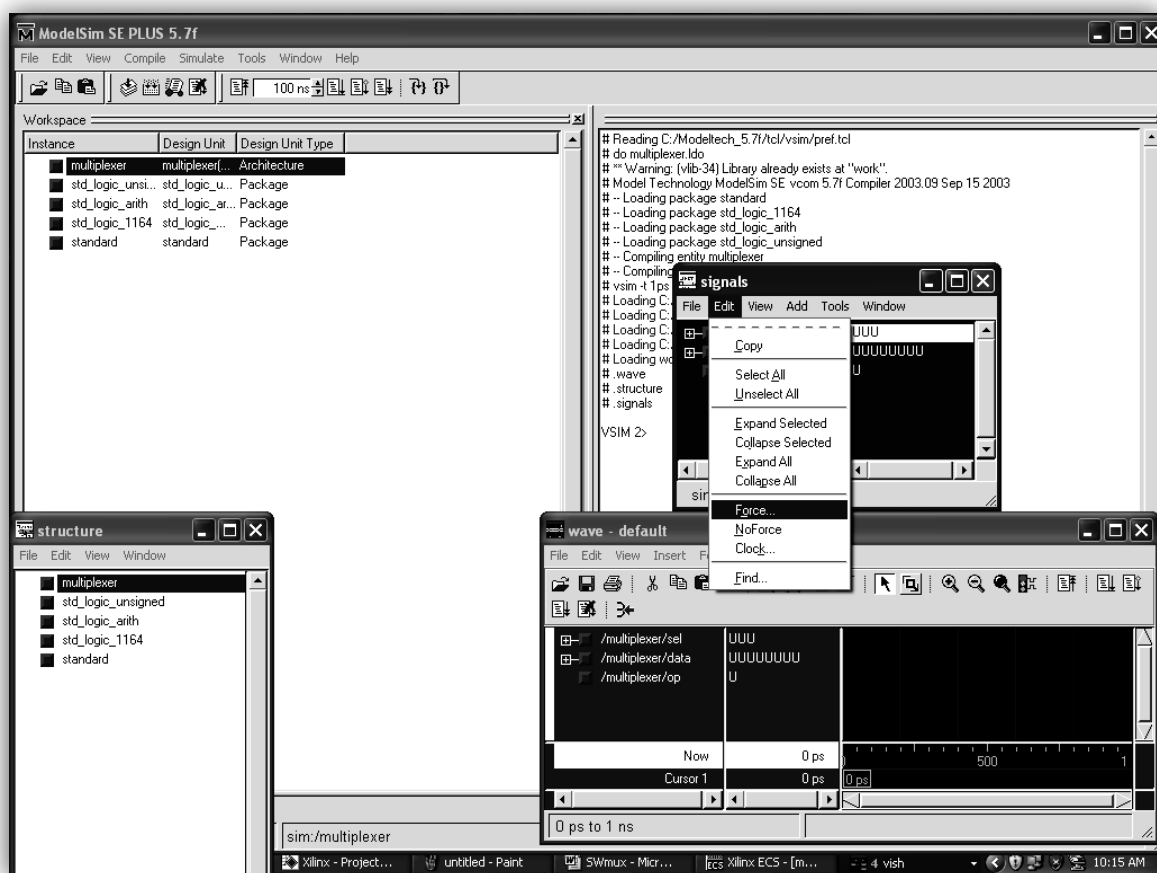 ModelSim SE PLUS 5.7f
File Edit View Compile Simulate Tools Window Help
100 ns
Workspace
Instance Design Unit Design Unit Type
multiplexer multiplexer(... Architecture
std_logic_unsi... std_logic_u... Package
std_logic_arith std_logic_ar... Package
std_logic_1164 std_logic_... Package
standard standard Package
# Reading C:/Modeltech_5.7f/tcl/vsim/pref.tcl
# do multiplexer.ldo
# ** Warning: (vlib-34) Library already exists at "work".
# Model Technology ModelSim SE vcom 5.7f Compiler 2003.09 Sep 15 2003
# -- Loading package standard
# -- Loading package std_logic_1164
# -- Loading package std_logic_arith
# -- Loading package std_logic_unsigned
# -- Compiling entity multiplexer
# -- Compiling
# vsim -t 1ps
# Loading C:
# Loading C:
# Loading C:
# Loading C:
# Loading wo
# .wave
# .structure
# .signals
VSIM 2>
signals
File Edit View Add Tools Window
UUU
UUUUUUUU
U
Copy
Select All
Unselect All
Expand Selected
Collapse Selected
Expand All
Collapse All
Force...
NoForce
Clock...
Find...
sir
structure
File Edit View Window
multiplexer
std_logic_unsigned
std_logic_arith
std_logic_1164
standard
wave - default
File Edit View Insert F
/multiplexer/sel UUU
/multiplexer/data UUUUUUUU
/multiplexer/op U
Now 0 ps 500 1
Cursor 1 0 ps 0 ps
0 ps to 1 ns
sim:/multiplexer
Xilinx - Project... untitled - Paint SWmux - Micr... Xilinx ECS - [m... 4 vish 10:15 AM